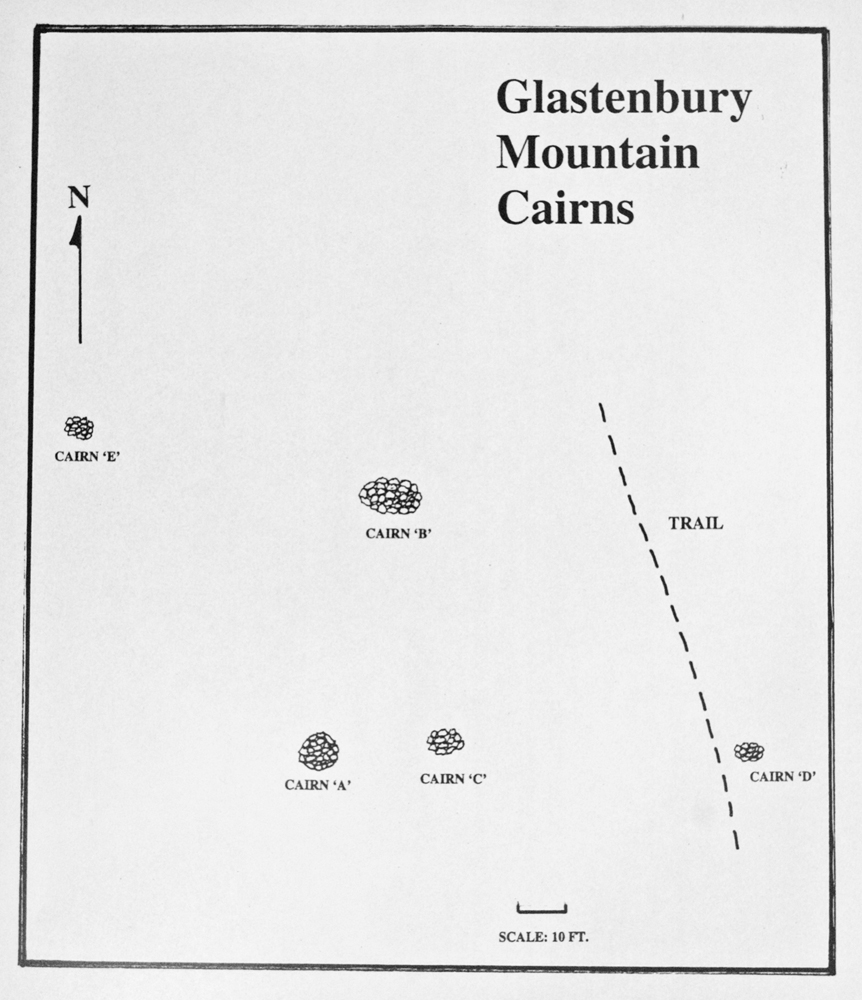 Glastenbury
Mountain
Cairns
N
CAIRN ‘E’
CAIRN ‘B’
TRAIL
CAIRN ‘A’
CAIRN ‘C’
CAIRN ‘D’
SCALE: 10 FT.